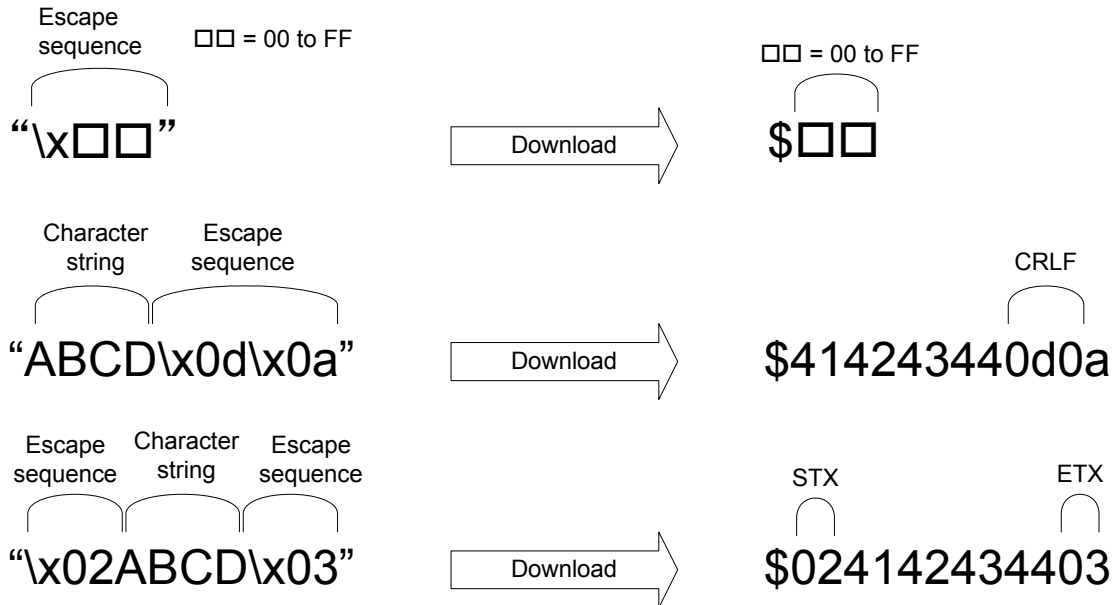 Escape
sequence
□□ = 00 to FF
□□ = 00 to FF
“\x□□”
Download
$□□
Character
string
Escape
sequence
CRLF
“ABCD\x0d\x0a”
Download
$414243440d0a
Escape
sequence
Character
string
Escape
sequence
STX
ETX
“\x02ABCD\x03”
Download
$024142434403